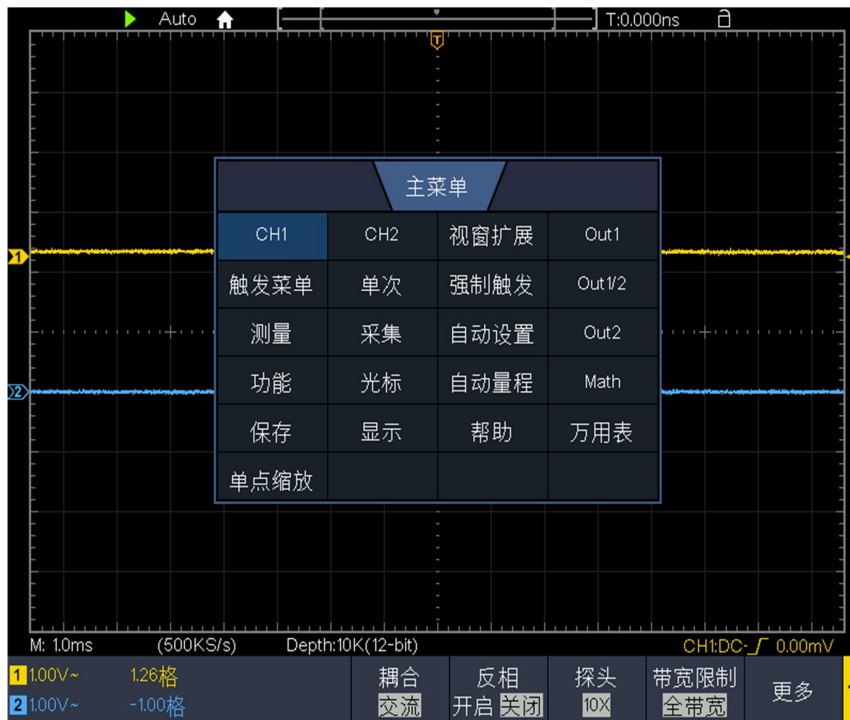 Auto T:0.000ns
T
主菜单
CH1 CH2 视窗扩展 Out1
触发菜单 单次 强制触发 Out1/2
测量 采集 自动设置 Out2
功能 光标 自动量程 Math
保存 显示 帮助 万用表
单点缩放
1
2
M: 1.0ms (500KS/s) Depth:10K(12-bit) CH1:DC- 0.00mV
1 1.00V~ 1.26格 耦合 反相 探头 带宽限制 更多
2 1.00V~ -1.00格 交流 开启 关闭 10X 全带宽